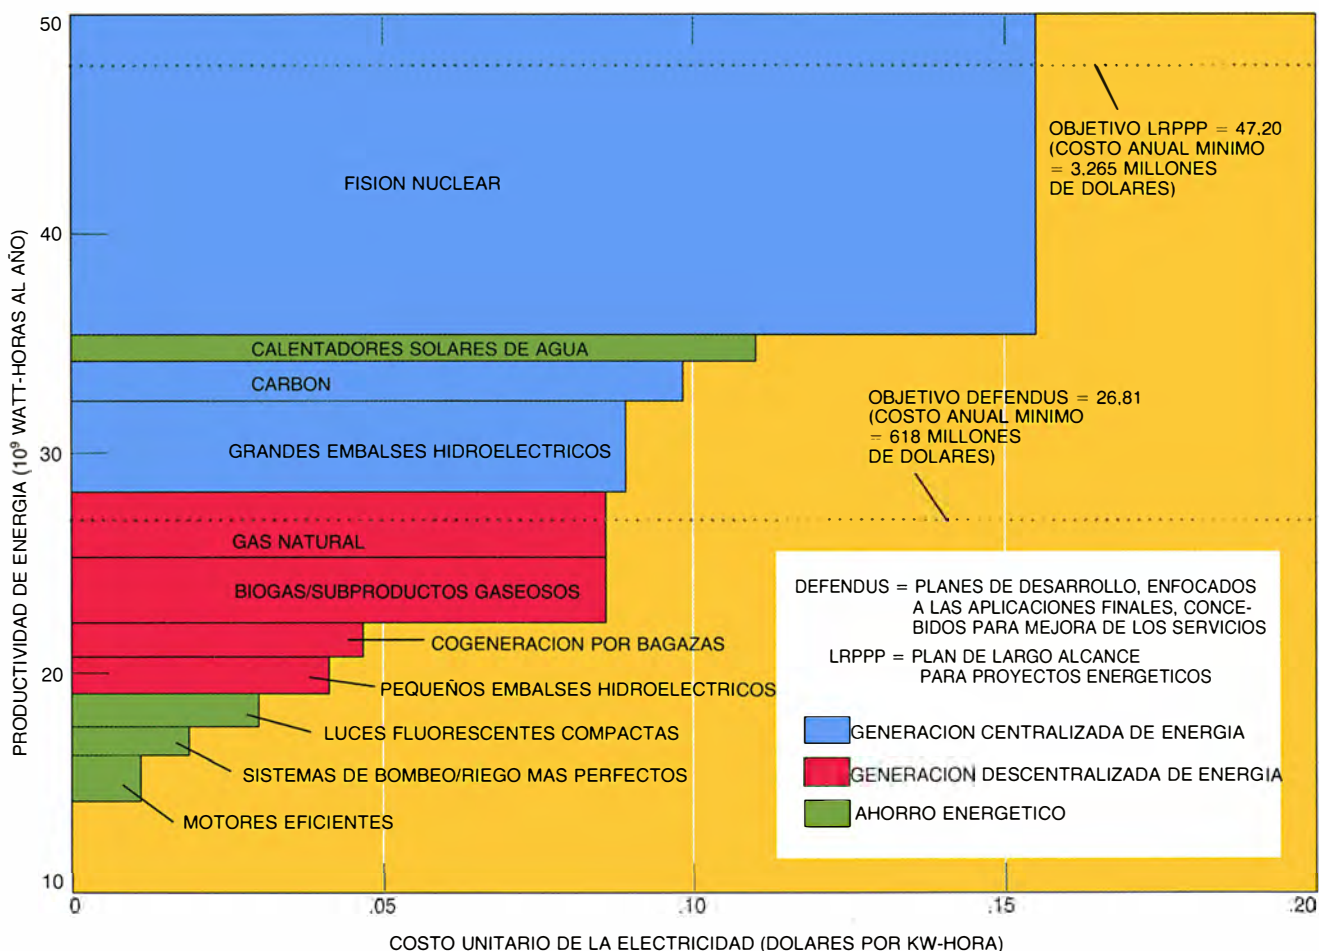 50
40
30
20
10
PRODUCTIVIDAD DE ENERGIA (10⁹ WATT-HORAS AL AÑO)
OBJETIVO LRPPP = 47,20
(COSTO ANUAL MINIMO
= 3.265 MILLONES
DE DOLARES)
FISION NUCLEAR
CALENTADORES SOLARES DE AGUA
CARBON
OBJETIVO DEFENDUS = 26,81
(COSTO ANUAL MINIMO
= 618 MILLONES
DE DOLARES)
GRANDES EMBALSES HIDROELECTRICOS
GAS NATURAL
BIOGAS/SUBPRODUCTOS GASEOSOS
COGENERACION POR BAGAZAS
PEQUEÑOS EMBALSES HIDROELECTRICOS
LUCES FLUORESCENTES COMPACTAS
SISTEMAS DE BOMBEO/RIEGO MAS PERFECTOS
MOTORES EFICIENTES
DEFENDUS = PLANES DE DESARROLLO, ENFOCADOS
A LAS APLICACIONES FINALES, CONCE-
BIDOS PARA MEJORA DE LOS SERVICIOS
LRPPP = PLAN DE LARGO ALCANCE
PARA PROYECTOS ENERGETICOS
GENERACION CENTRALIZADA DE ENERGIA
GENERACION DESCENTRALIZADA DE ENERGIA
AHORRO ENERGETICO
0 .05 .10 .15 .20
COSTO UNITARIO DE LA ELECTRICIDAD (DOLARES POR KW-HORA)